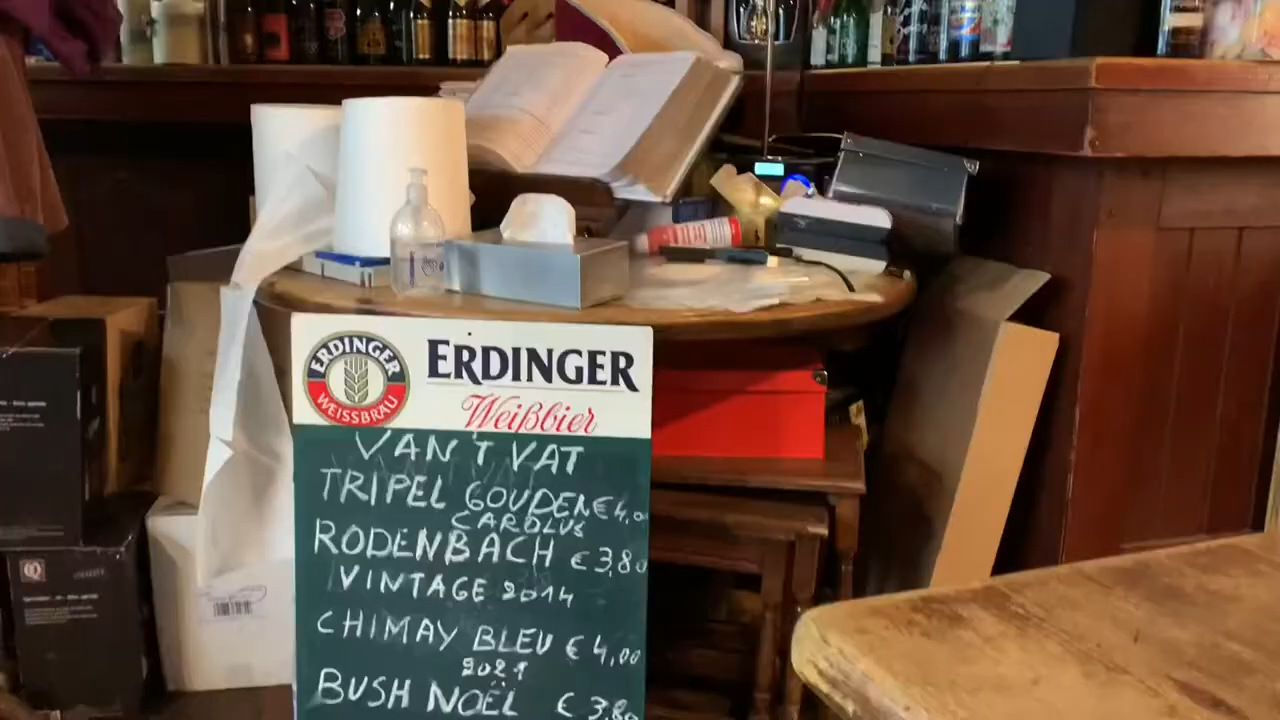 ERDINGER
WEISSBRÄU
ERDINGER
Weißbier
VAN 'T VAT
TRIPEL GOUDEN € 4,00
CAROLUS
RODENBACH € 3,80
VINTAGE 2014
CHIMAY BLEU € 4,00
2021
BUSH NOËL € 3,80